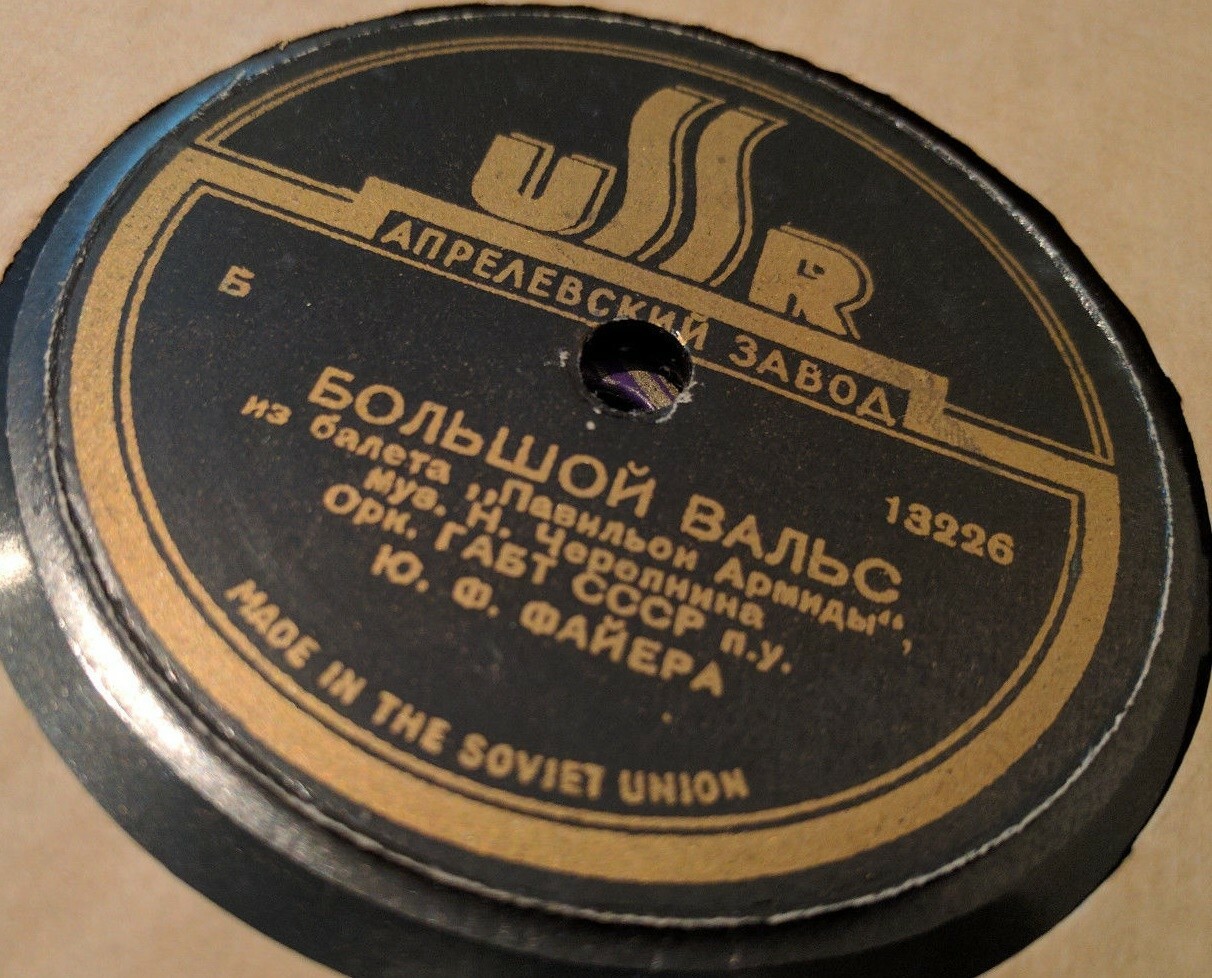 USSR
АПРЕЛЕВСКИЙ ЗАВОД
Б
13226
БОЛЬШОЙ ВАЛЬС
из балета „Павильон Армиды“,
муз. Н. Черепнина
Орк. ГАБТ СССР п.у.
Ю. Ф. ФАЙЕРА
MADE IN THE SOVIET UNION